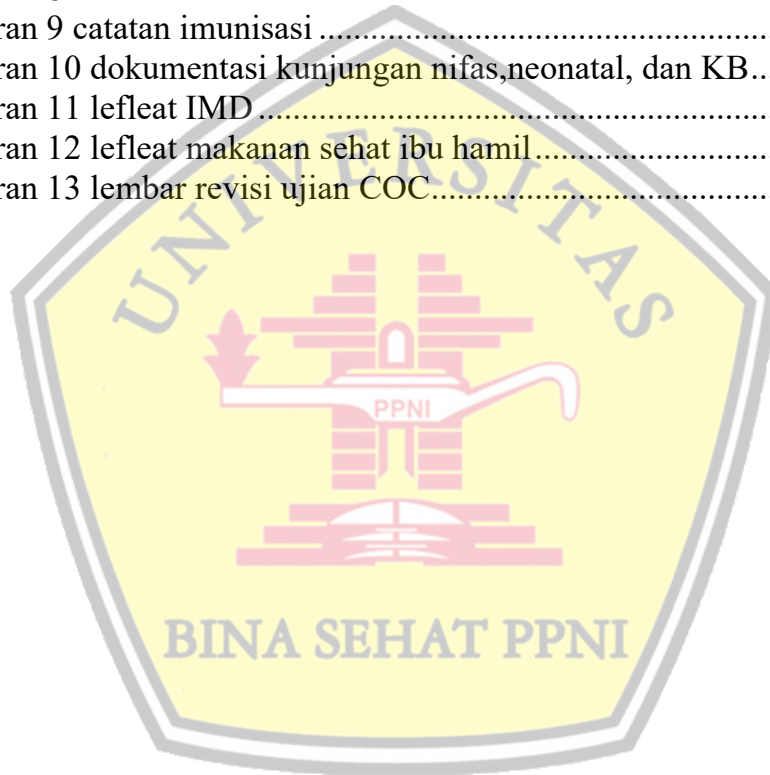 ran 9 catatan imunisasi ................................................
ran 10 dokumentasi kunjungan nifas,neonatal, dan KB..
ran 11 lefleat IMD .......................................................
ran 12 lefleat makanan sehat ibu hamil..........................
ran 13 lembar revisi ujian COC.....................................
UNIVERSITAS
PPNI
BINA SEHAT PPNI